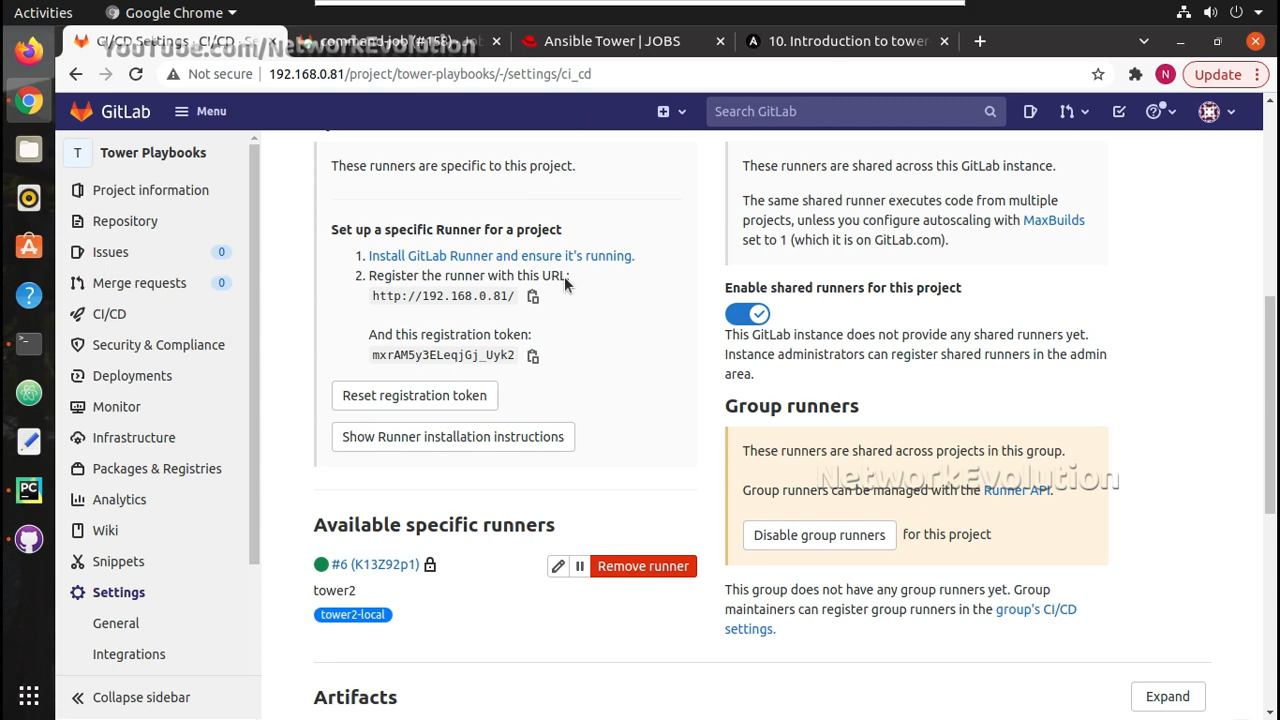 Activities
Google Chrome
CI/CD Settings · CI/CD · Se
command-job (#158) · Jobs
Ansible Tower | JOBS
10. Introduction to tower-
Youtube.com/NetworkEvolution
Not secure
192.168.0.81/project/tower-playbooks/-/settings/ci_cd
N
Update
GitLab
Menu
Search GitLab
T
Tower Playbooks
Project information
Repository
Issues
0
Merge requests
0
CI/CD
Security & Compliance
Deployments
Monitor
Infrastructure
Packages & Registries
Analytics
Wiki
Snippets
Settings
General
Integrations
Collapse sidebar
These runners are specific to this project.
Set up a specific Runner for a project
1. Install GitLab Runner and ensure it's running.
2. Register the runner with this URL:
http://192.168.0.81/
And this registration token:
mxrAM5y3ELeqjGj_Uyk2
Reset registration token
Show Runner installation instructions
Available specific runners
#6 (K13Z92p1)
Remove runner
tower2
tower2-local
These runners are shared across this GitLab instance.
The same shared runner executes code from multiple
projects, unless you configure autoscaling with MaxBuilds
set to 1 (which it is on GitLab.com).
Enable shared runners for this project
This GitLab instance does not provide any shared runners yet.
Instance administrators can register shared runners in the admin
area.
Group runners
These runners are shared across projects in this group.
Group runners can be managed with the Runner API.
NetworkEvolution
Disable group runners
for this project
This group does not have any group runners yet. Group
maintainers can register group runners in the group's CI/CD
settings.
Artifacts
Expand